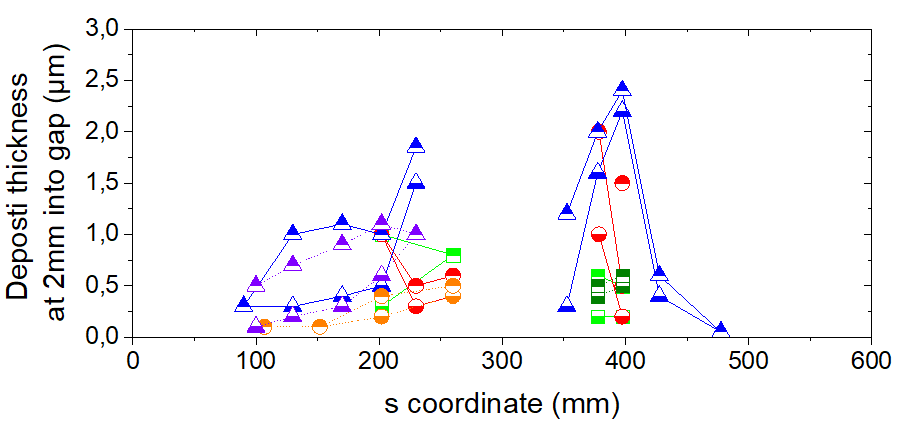 3,0
2,5
2,0
1,5
1,0
0,5
0,0
Deposti thickness
at 2mm into gap (μm)
0 100 200 300 400 500 600
s coordinate (mm)